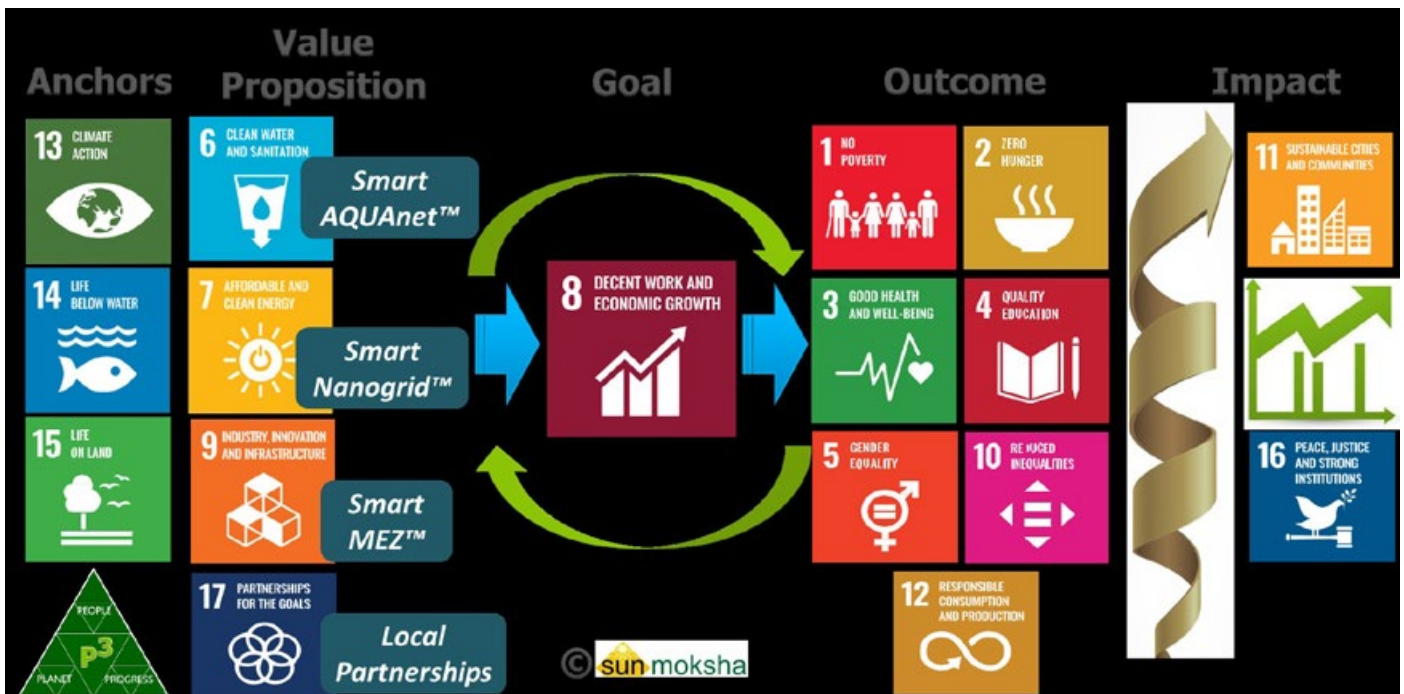 Anchors
Value
Proposition
Goal
Outcome
Impact
13 CLIMATE
ACTION
14 LIFE
BELOW WATER
15 LIFE
ON LAND
PEOPLE
p³
PLANET PROGRESS
6 CLEAN WATER
AND SANITATION
Smart
AQUAnet™
7 AFFORDABLE AND
CLEAN ENERGY
Smart
Nanogrid™
9 INDUSTRY, INNOVATION
AND INFRASTRUCTURE
Smart
MEZ™
17 PARTNERSHIPS
FOR THE GOALS
Local
Partnerships
8 DECENT WORK AND
ECONOMIC GROWTH
© sun moksha
1 NO
POVERTY
2 ZERO
HUNGER
3 GOOD HEALTH
AND WELL-BEING
4 QUALITY
EDUCATION
5 GENDER
EQUALITY
10 REDUCED
INEQUALITIES
12 RESPONSIBLE
CONSUMPTION
AND PRODUCTION
11 SUSTAINABLE CITIES
AND COMMUNITIES
16 PEACE, JUSTICE
AND STRONG
INSTITUTIONS